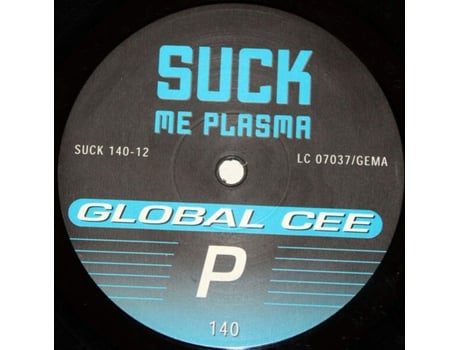 SUCK
ME PLASMA
SUCK 140-12
LC 07037/GEMA
GLOBAL CEE
P
140